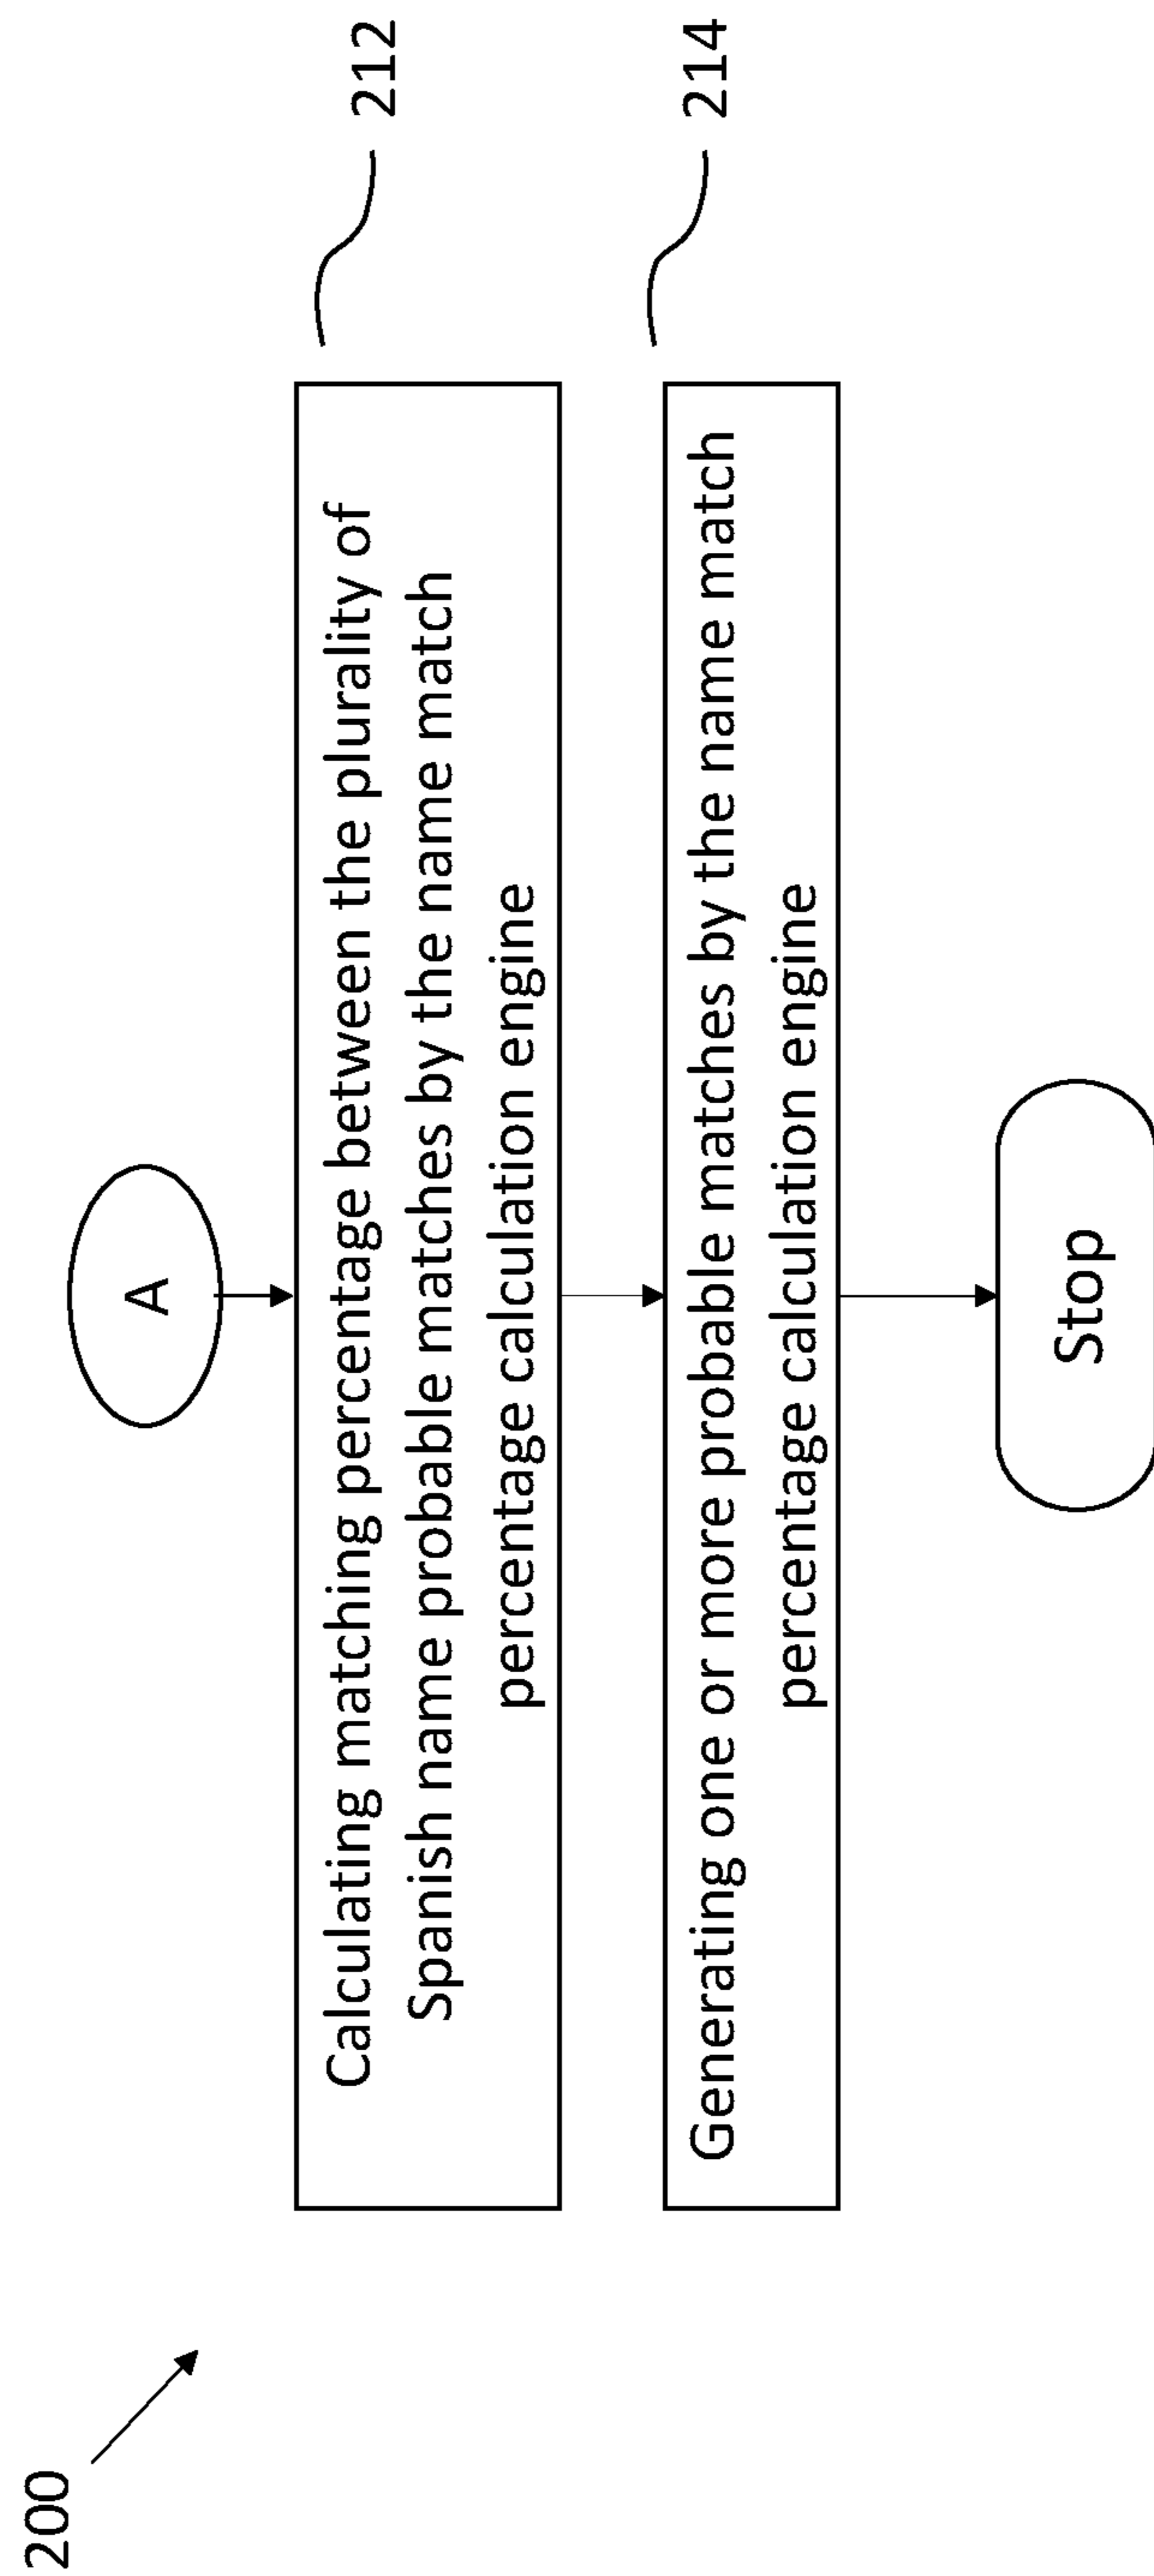 200
A
Calculating matching percentage between the plurality of
Spanish name probable matches by the name match
percentage calculation engine
212
Generating one or more probable matches by the name match
percentage calculation engine
214
Stop